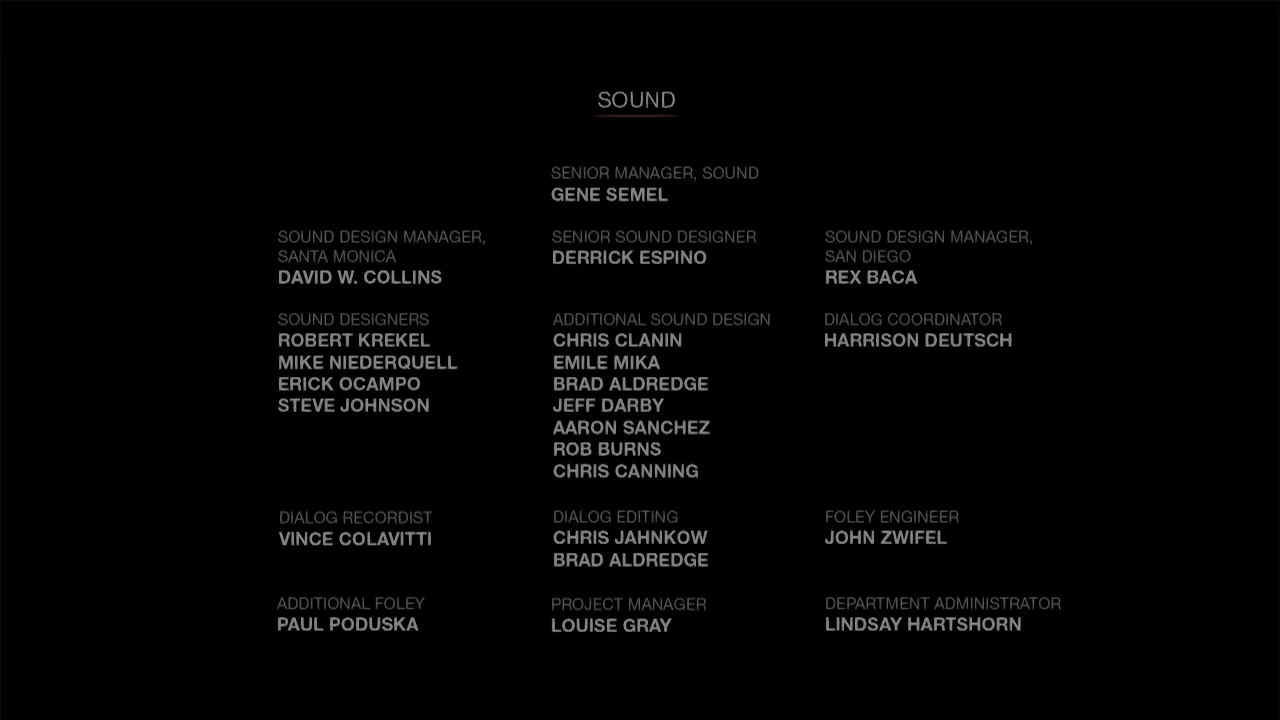 SOUND
SENIOR MANAGER, SOUND
GENE SEMEL
SOUND DESIGN MANAGER,
SANTA MONICA
DAVID W. COLLINS
SENIOR SOUND DESIGNER
DERRICK ESPINO
SOUND DESIGN MANAGER,
SAN DIEGO
REX BACA
SOUND DESIGNERS
ROBERT KREKEL
MIKE NIEDERQUELL
ERICK OCAMPO
STEVE JOHNSON
ADDITIONAL SOUND DESIGN
CHRIS CLANIN
EMILE MIKA
BRAD ALDREDGE
JEFF DARBY
AARON SANCHEZ
ROB BURNS
CHRIS CANNING
DIALOG COORDINATOR
HARRISON DEUTSCH
DIALOG RECORDIST
VINCE COLAVITTI
DIALOG EDITING
CHRIS JAHNKOW
BRAD ALDREDGE
FOLEY ENGINEER
JOHN ZWIFEL
ADDITIONAL FOLEY
PAUL PODUSKA
PROJECT MANAGER
LOUISE GRAY
DEPARTMENT ADMINISTRATOR
LINDSAY HARTSHORN